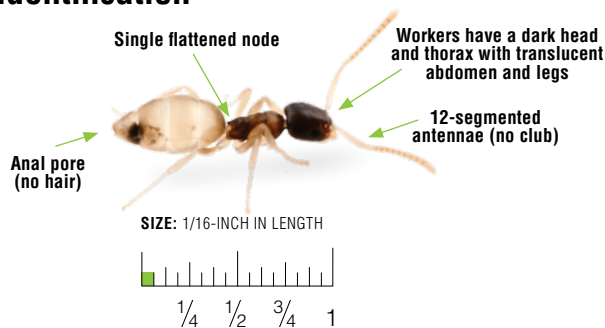 Identification
Single flattened node
Workers have a dark head
and thorax with translucent
abdomen and legs
12-segmented
antennae (no club)
Anal pore
(no hair)
SIZE: 1/16-INCH IN LENGTH
1/4 1/2 3/4 1